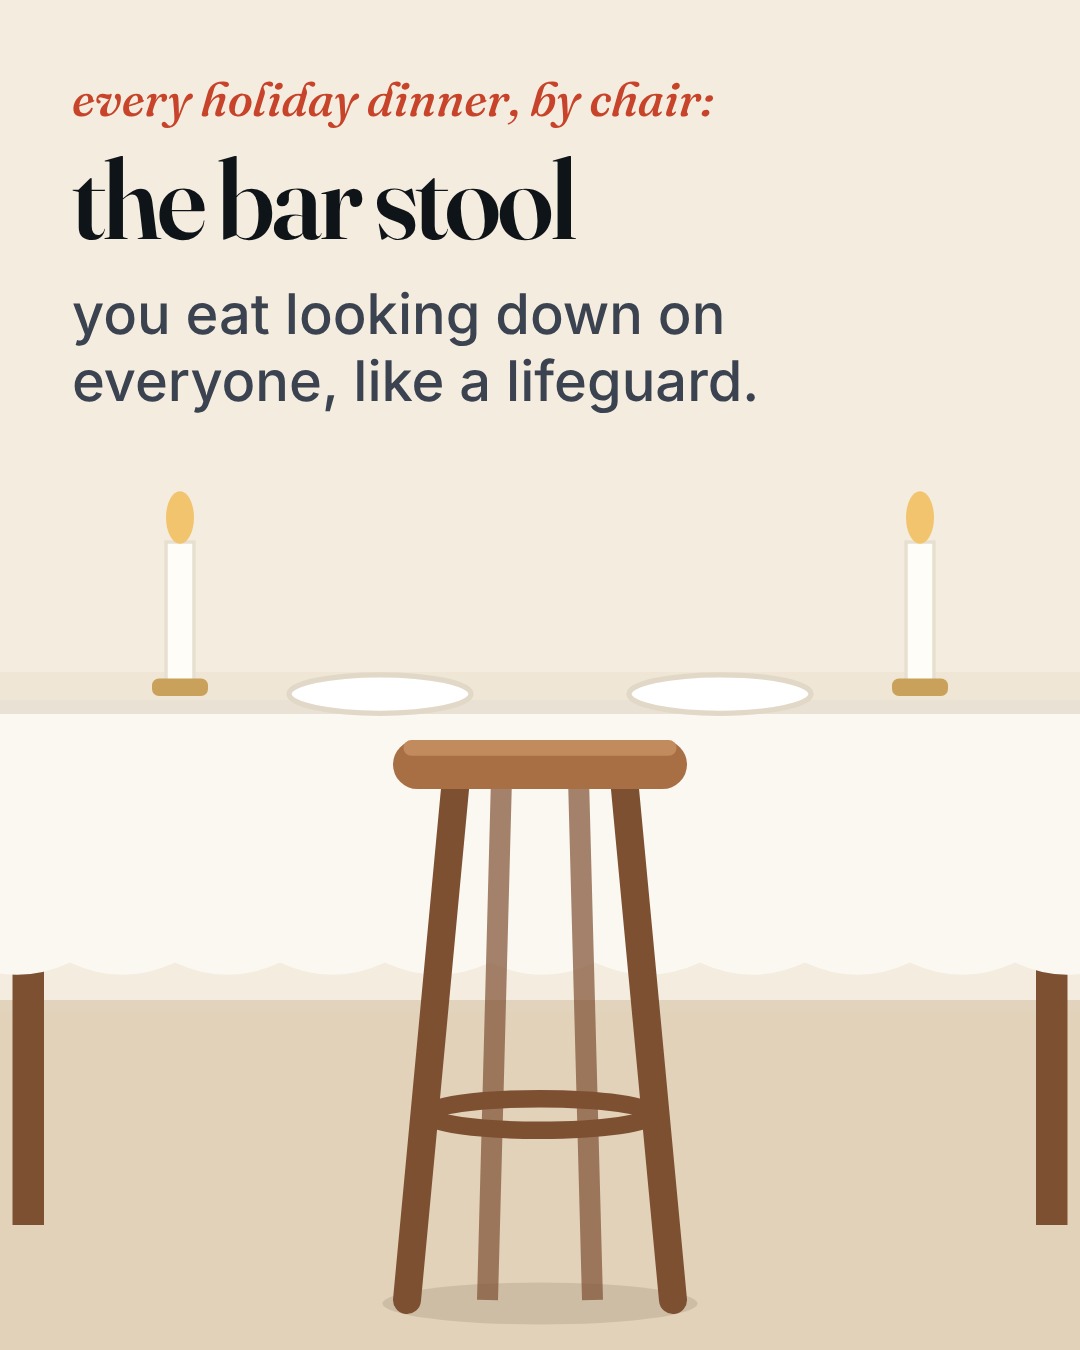 every holiday dinner, by chair:
the bar stool
you eat looking down on
everyone, like a lifeguard.